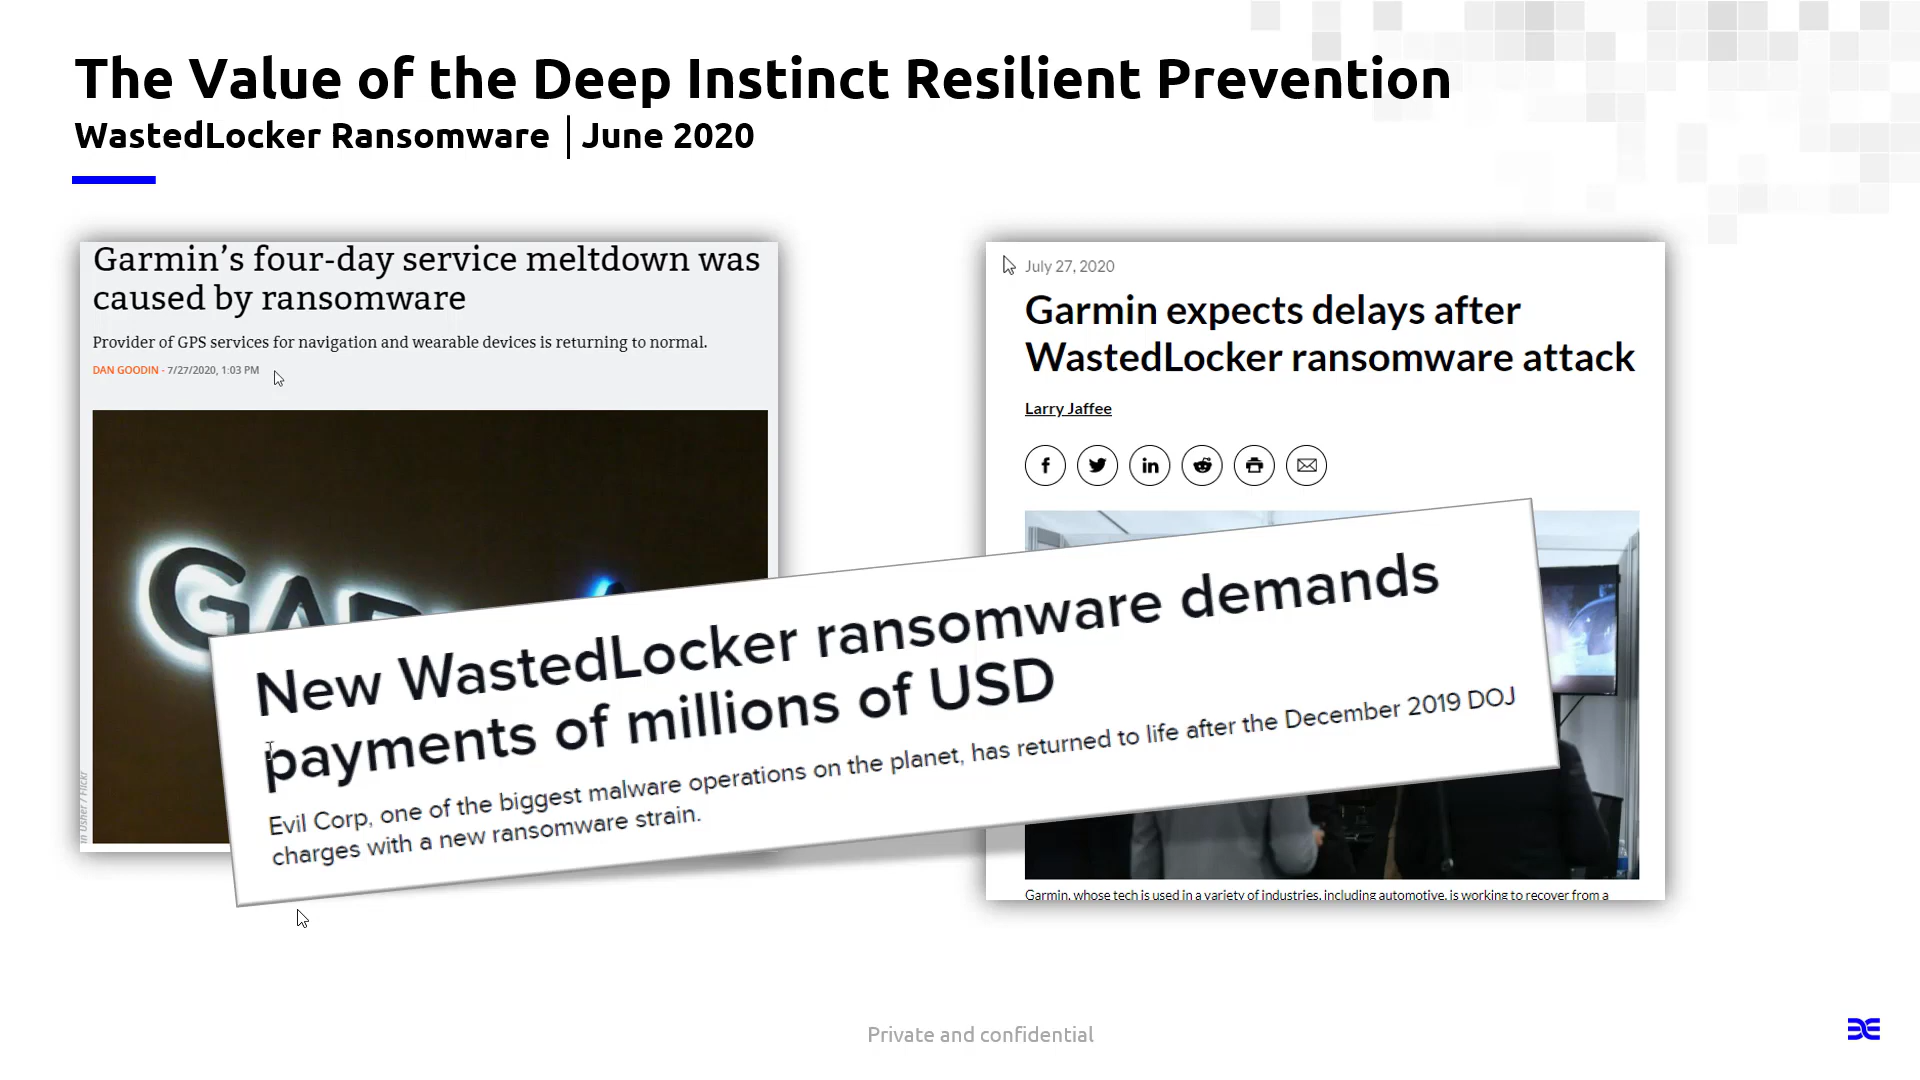 The Value of the Deep Instinct Resilient Prevention
WastedLocker Ransomware | June 2020
Garmin’s four-day service meltdown was
caused by ransomware
Provider of GPS services for navigation and wearable devices is returning to normal.
DAN GOODIN - 7/27/2020, 1:03 PM
July 27, 2020
Garmin expects delays after
WastedLocker ransomware attack
Larry Jaffee
New WastedLocker ransomware demands
payments of millions of USD
Evil Corp, one of the biggest malware operations on the planet, has returned to life after the December 2019 DOJ
charges with a new ransomware strain.
Garmin, whose tech is used in a variety of industries, including automotive, is working to recover from a
Private and confidential